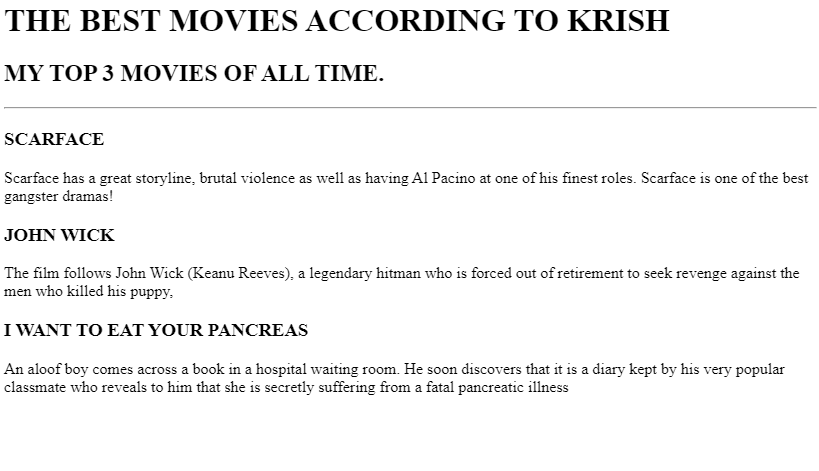 THE BEST MOVIES ACCORDING TO KRISH
MY TOP 3 MOVIES OF ALL TIME.
SCARFACE
Scarface has a great storyline, brutal violence as well as having Al Pacino at one of his finest roles. Scarface is one of the best
gangster dramas!
JOHN WICK
The film follows John Wick (Keanu Reeves), a legendary hitman who is forced out of retirement to seek revenge against the
men who killed his puppy,
I WANT TO EAT YOUR PANCREAS
An aloof boy comes across a book in a hospital waiting room. He soon discovers that it is a diary kept by his very popular
classmate who reveals to him that she is secretly suffering from a fatal pancreatic illness